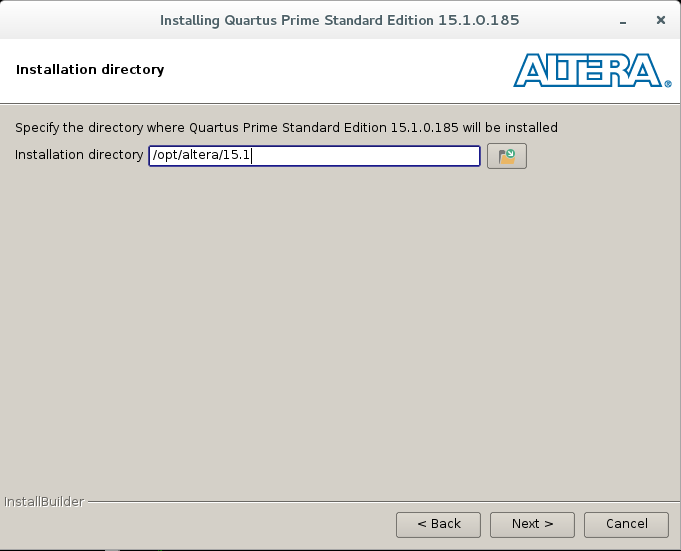 Installing Quartus Prime Standard Edition 15.1.0.185
Installation directory
ALTERA®
Specify the directory where Quartus Prime Standard Edition 15.1.0.185 will be installed
Installation directory /opt/altera/15.1
InstallBuilder
< Back Next > Cancel